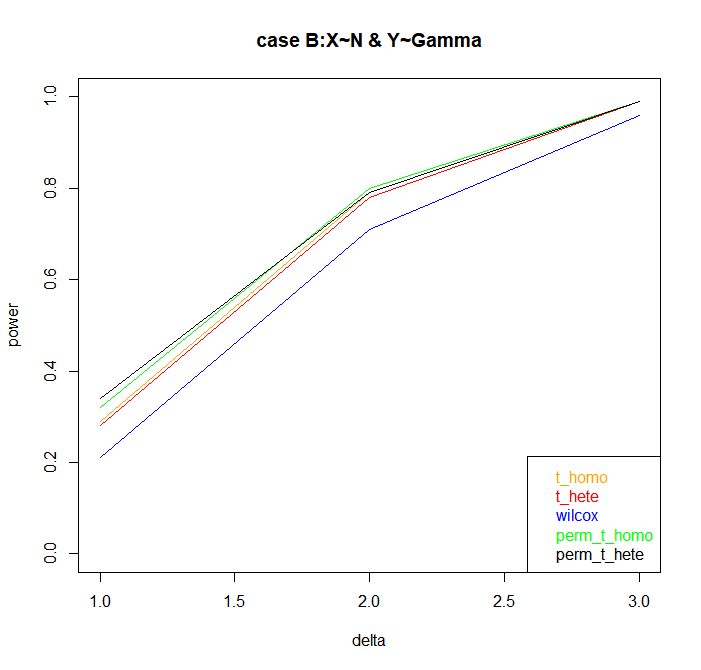 case B:X~N & Y~Gamma
power
1.0
0.8
0.6
0.4
0.2
0.0
t_homo
t_hete
wilcox
perm_t_homo
perm_t_hete
1.0 1.5 2.0 2.5 3.0
delta